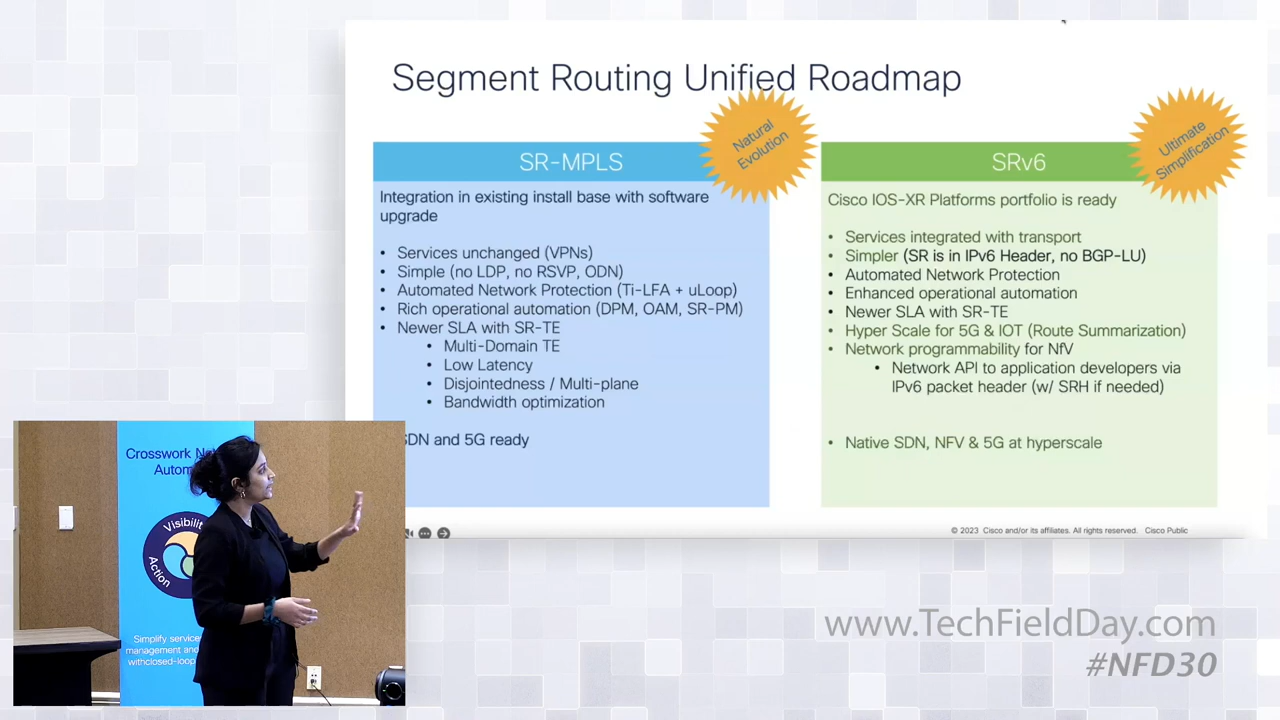 Segment Routing Unified Roadmap
Natural
Evolution
SR-MPLS
Integration in existing install base with software
upgrade
• Services unchanged (VPNs)
• Simple (no LDP, no RSVP, ODN)
• Automated Network Protection (Ti-LFA + uLoop)
• Rich operational automation (DPM, OAM, SR-PM)
• Newer SLA with SR-TE
• Multi-Domain TE
• Low Latency
• Disjointedness / Multi-plane
• Bandwidth optimization
SDN and 5G ready
Ultimate
Simplification
SRv6
Cisco IOS-XR Platforms portfolio is ready
• Services integrated with transport
• Simpler (SR is in IPv6 Header, no BGP-LU)
• Automated Network Protection
• Enhanced operational automation
• Newer SLA with SR-TE
• Hyper Scale for 5G & IOT (Route Summarization)
• Network programmability for NfV
• Network API to application developers via
IPv6 packet header (w/ SRH if needed)
• Native SDN, NFV & 5G at hyperscale
© 2023 Cisco and/or its affiliates. All rights reserved. Cisco Public
Crosswork
Visibility
Action
Simplify
management and
www.TechFieldDay.com
#NFD30